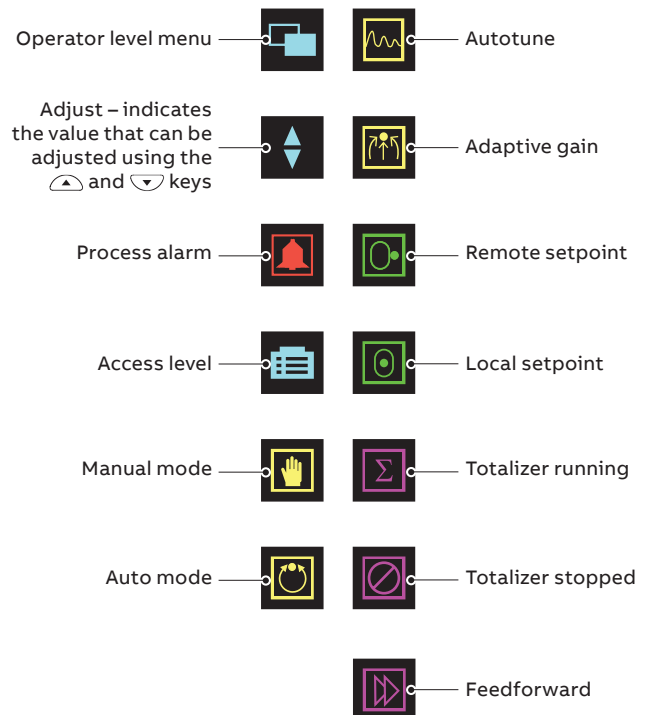 Operator level menu
Autotune
Adjust – indicates
the value that can be
adjusted using the
and keys
Adaptive gain
Process alarm
Remote setpoint
Access level
Local setpoint
Manual mode
Σ
Totalizer running
Auto mode
Totalizer stopped
Feedforward